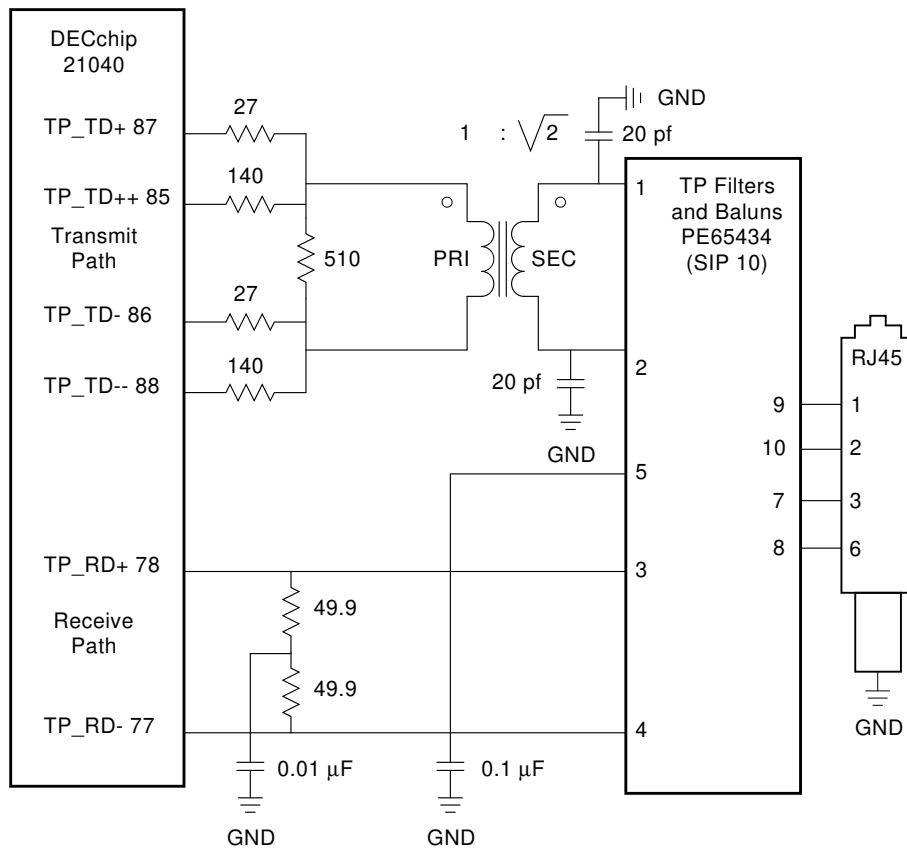 DECchip
21040
TP_TD+ 87
27
TP_TD++ 85
140
Transmit
Path
510
TP_TD- 86
27
TP_TD-- 88
140
1 : √2
PRI
SEC
GND
20 pf
20 pf
GND
TP Filters
and Baluns
PE65434
(SIP 10)
1
2
5
3
4
9
10
7
8
RJ45
1
2
3
6
GND
TP_RD+ 78
49.9
Receive
Path
49.9
TP_RD- 77
0.01 µF
0.1 µF
GND
GND